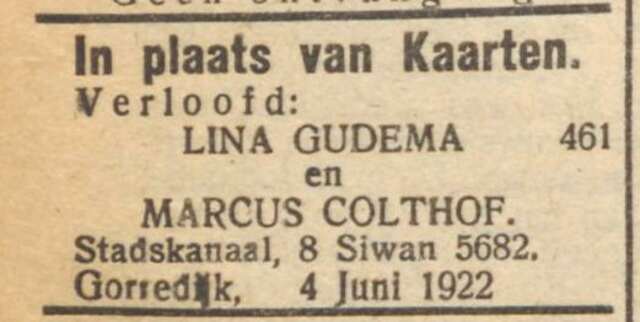 In plaats van Kaarten.
Verloofd:
LINA GUDEMA 461
en
MARCUS COLTHOF.
Stadskanaal, 8 Siwan 5682.
Gorredijk, 4 Juni 1922